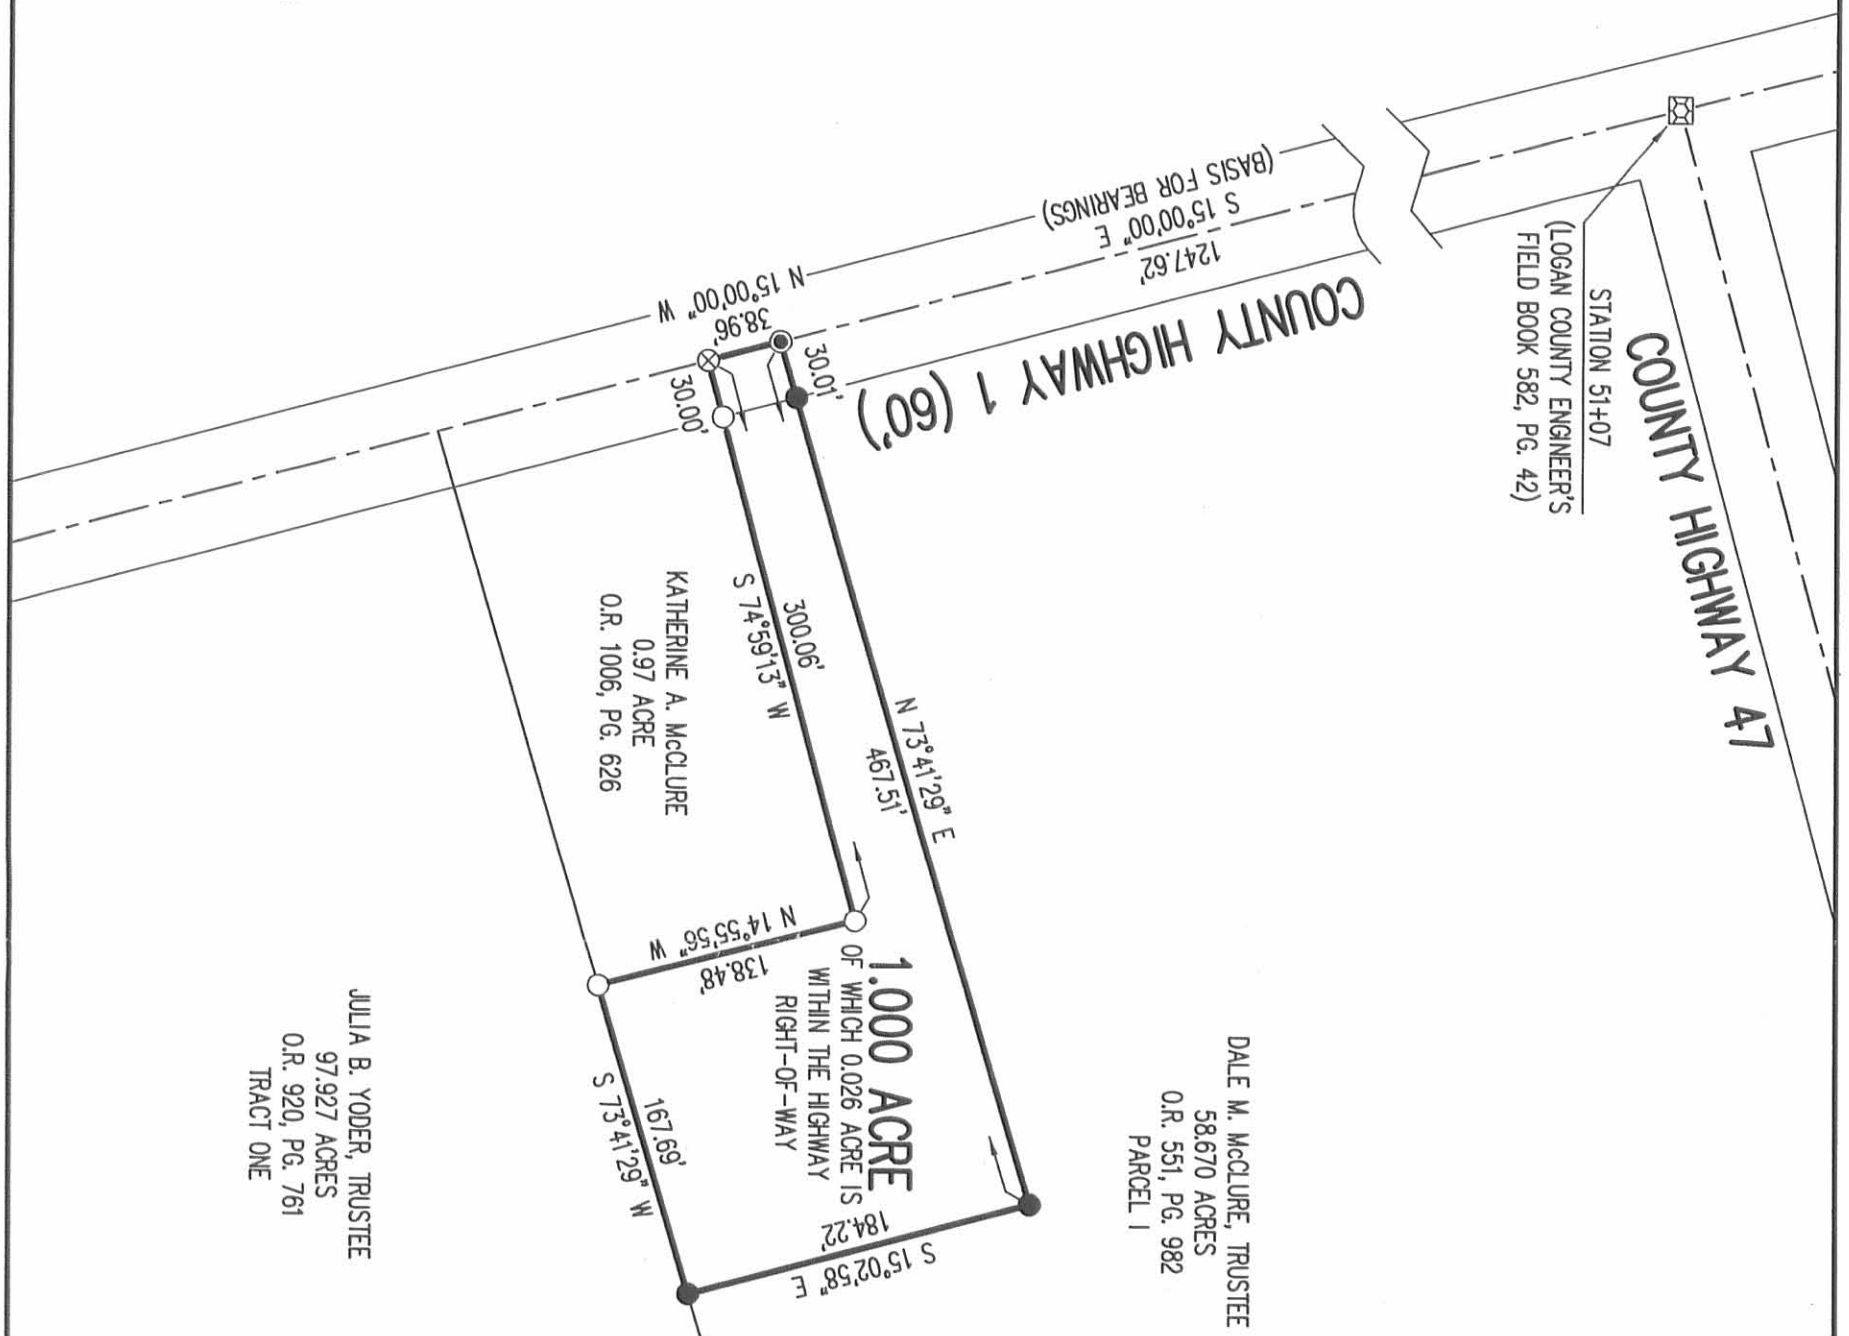 COUNTY HIGHWAY 47
STATION 51+07
(LOGAN COUNTY ENGINEER'S
FIELD BOOK 582, PG. 42)
(BASIS FOR BEARINGS)
S 15°00'00" E
1247.62'
COUNTY HIGHWAY 1 (60')
N 15°00'00" W
38.96'
30.01'
30.00'
N 73°41'29" E
467.51'
300.06'
S 74°59'13" W
KATHERINE A. McCLURE
0.97 ACRE
O.R. 1006, PG. 626
N 14°55'56" W
138.48'
1.000 ACRE
OF WHICH 0.026 ACRE IS
WITHIN THE HIGHWAY
RIGHT-OF-WAY
184.22'
S 15°02'58" E
167.69'
S 73°41'29" W
DALE M. McCLURE, TRUSTEE
58.670 ACRES
O.R. 551, PG. 982
PARCEL I
JULIA B. YODER, TRUSTEE
97.927 ACRES
O.R. 920, PG. 761
TRACT ONE